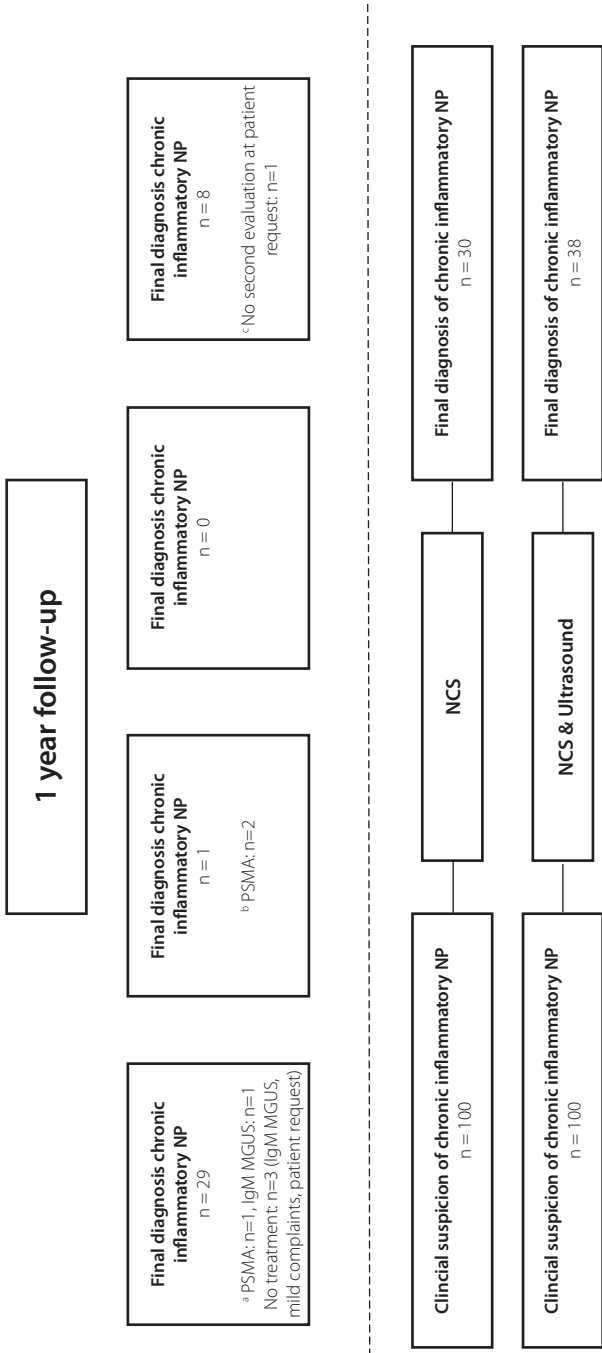 1 year follow-up
Final diagnosis chronic
inflammatory NP
n = 29
a PSMA: n=1, IgM MGUS: n=1
No treatment: n=3 (IgM MGUS,
mild complaints, patient request)
Final diagnosis chronic
inflammatory NP
n = 1
b PSMA: n=2
Final diagnosis chronic
inflammatory NP
n = 0
Final diagnosis chronic
inflammatory NP
n = 8
c No second evaluation at patient
request: n=1
Clincial suspicion of chronic inflammatory NP
n = 100
NCS
Final diagnosis of chronic inflammatory NP
n = 30
Clincial suspicion of chronic inflammatory NP
n = 100
NCS & Ultrasound
Final diagnosis of chronic inflammatory NP
n = 38